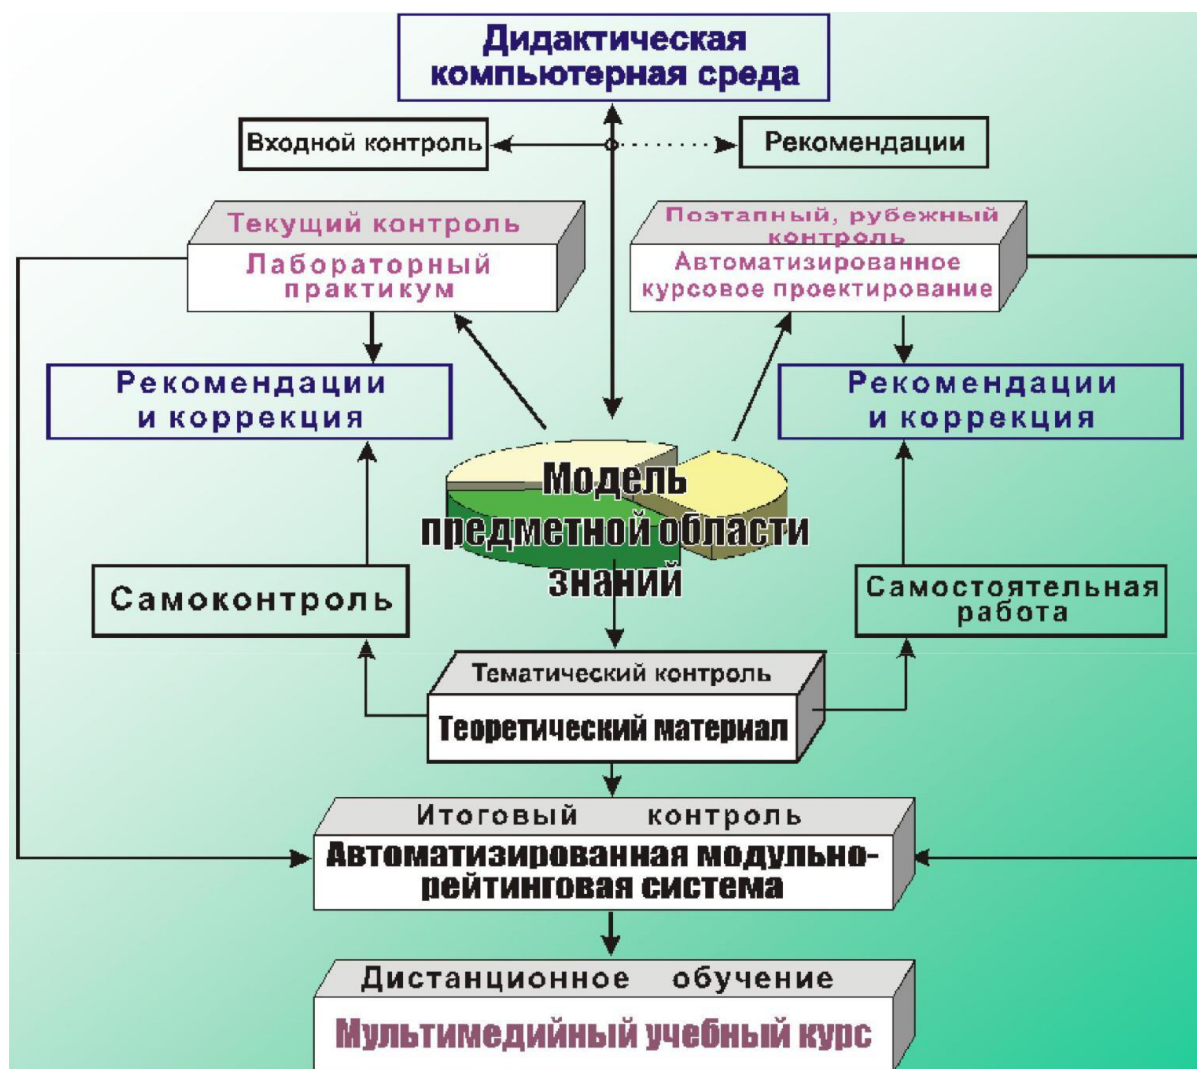 Дидактическая
компьютерная среда
Входной контроль
Рекомендации
Текущий контроль
Лабораторный
практикум
Поэтапный, рубежный
контроль
Автоматизированное
курсовое проектирование
Рекомендации
и коррекция
Рекомендации
и коррекция
Модель
предметной области
знаний
Самоконтроль
Самостоятельная
работа
Тематический контроль
Теоретический материал
Итоговый контроль
Автоматизированная модульно-
рейтинговая система
Дистанционное обучение
Мультимедийный учебный курс